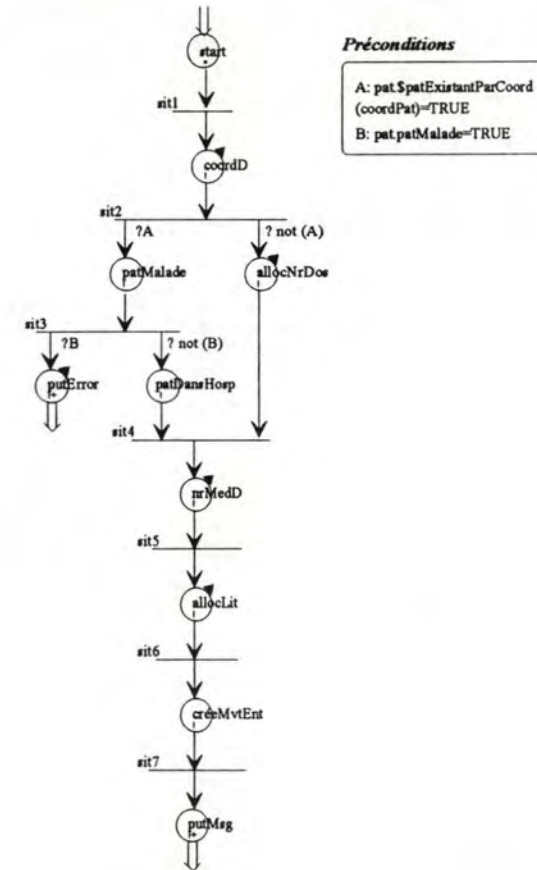 start
Préconditions
A: pat.$patExistantParCoord
(coordPat)=TRUE
B: pat.patMalade=TRUE
sit1
coordD
sit2
?A
? not (A)
patMalade
allocNrDos
sit3
?B
? not (B)
putError
patDansHosp
sit4
nrMedD
sit5
allocLit
sit6
créeMvtEnt
sit7
putMsg